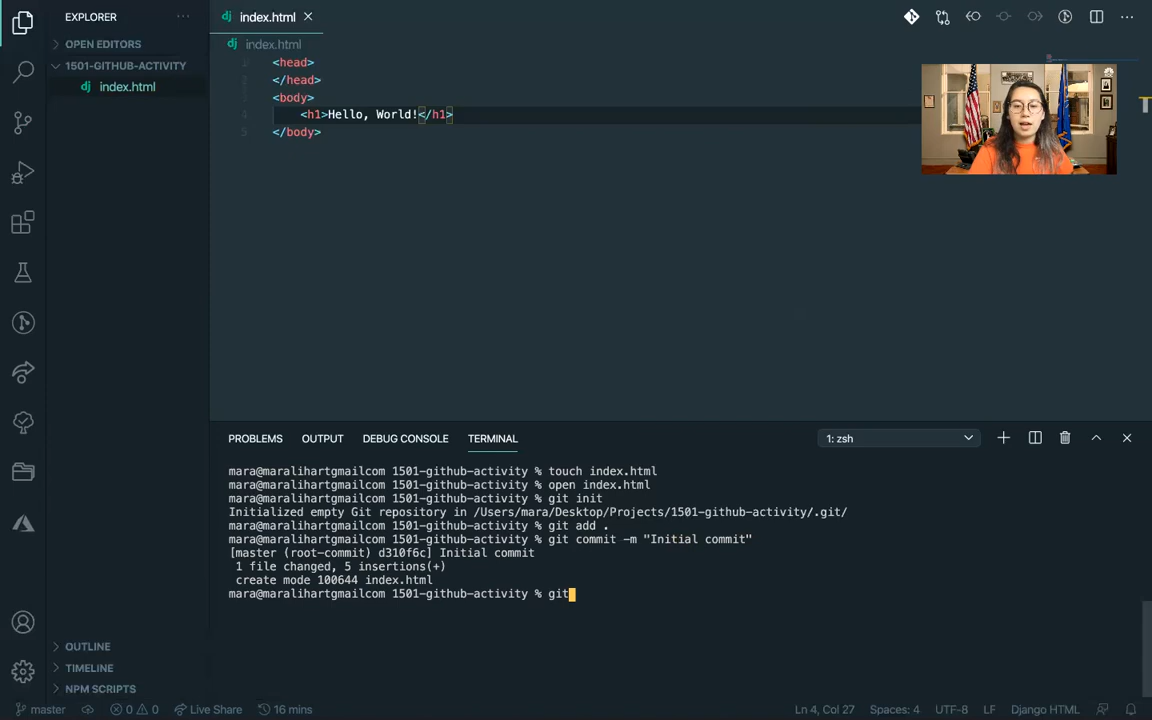 EXPLORER
index.html
OPEN EDITORS
1501-GITHUB-ACTIVITY
index.html
index.html
1 <head>
2 </head>
3 <body>
4 <h1>Hello, World!</h1>
5 </body>
PROBLEMS OUTPUT DEBUG CONSOLE TERMINAL
1: zsh
mara@maralihartgmailcom 1501-github-activity % touch index.html
mara@maralihartgmailcom 1501-github-activity % open index.html
mara@maralihartgmailcom 1501-github-activity % git init
Initialized empty Git repository in /Users/mara/Desktop/Projects/1501-github-activity/.git/
mara@maralihartgmailcom 1501-github-activity % git add .
mara@maralihartgmailcom 1501-github-activity % git commit -m "Initial commit"
[master (root-commit) d310f6c] Initial commit
1 file changed, 5 insertions(+)
create mode 100644 index.html
mara@maralihartgmailcom 1501-github-activity % git
OUTLINE
TIMELINE
NPM SCRIPTS
master 0 0 Live Share 16 mins Ln 4, Col 27 Spaces: 4 UTF-8 LF Django HTML